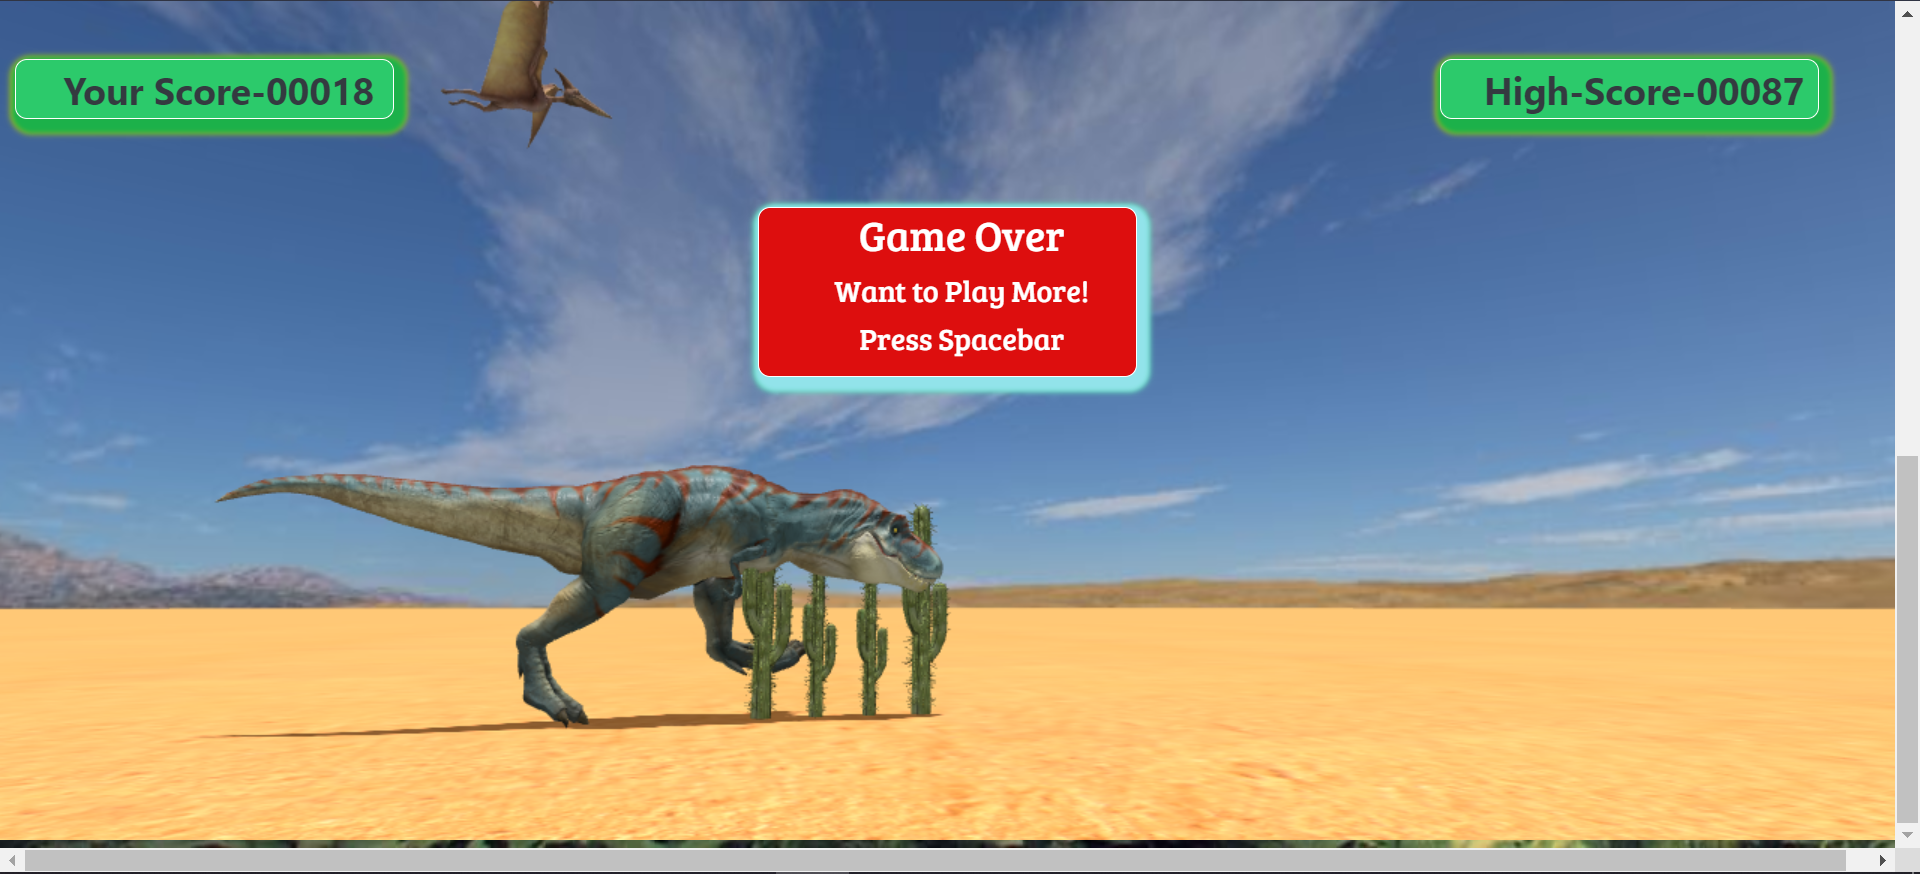 Your Score-00018
High-Score-00087
Game Over
Want to Play More!
Press Spacebar